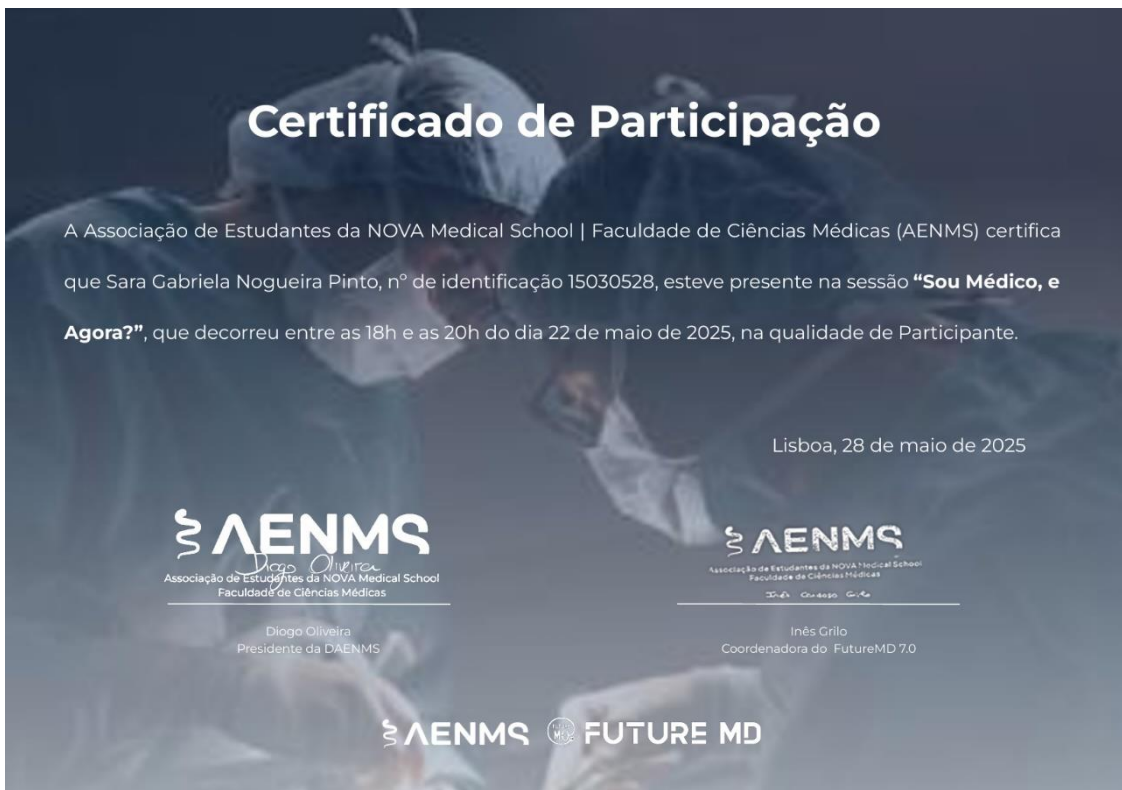 Certificado de Participação
A Associação de Estudantes da NOVA Medical School | Faculdade de Ciências Médicas (AENMS) certifica
que Sara Gabriela Nogueira Pinto, nº de identificação 15030528, esteve presente na sessão “Sou Médico, e
Agora?”, que decorreu entre as 18h e as 20h do dia 22 de maio de 2025, na qualidade de Participante.
Lisboa, 28 de maio de 2025
AENMS
Diogo Oliveira
Associação de Estudantes da NOVA Medical School
Faculdade de Ciências Médicas
Diogo Oliveira
Presidente da DAENMS
AENMS
Associação de Estudantes da NOVA Medical School
Faculdade de Ciências Médicas
Inês Cardoso Grilo
Inês Grilo
Coordenadora do FutureMD 7.0
AENMS FUTURE MD